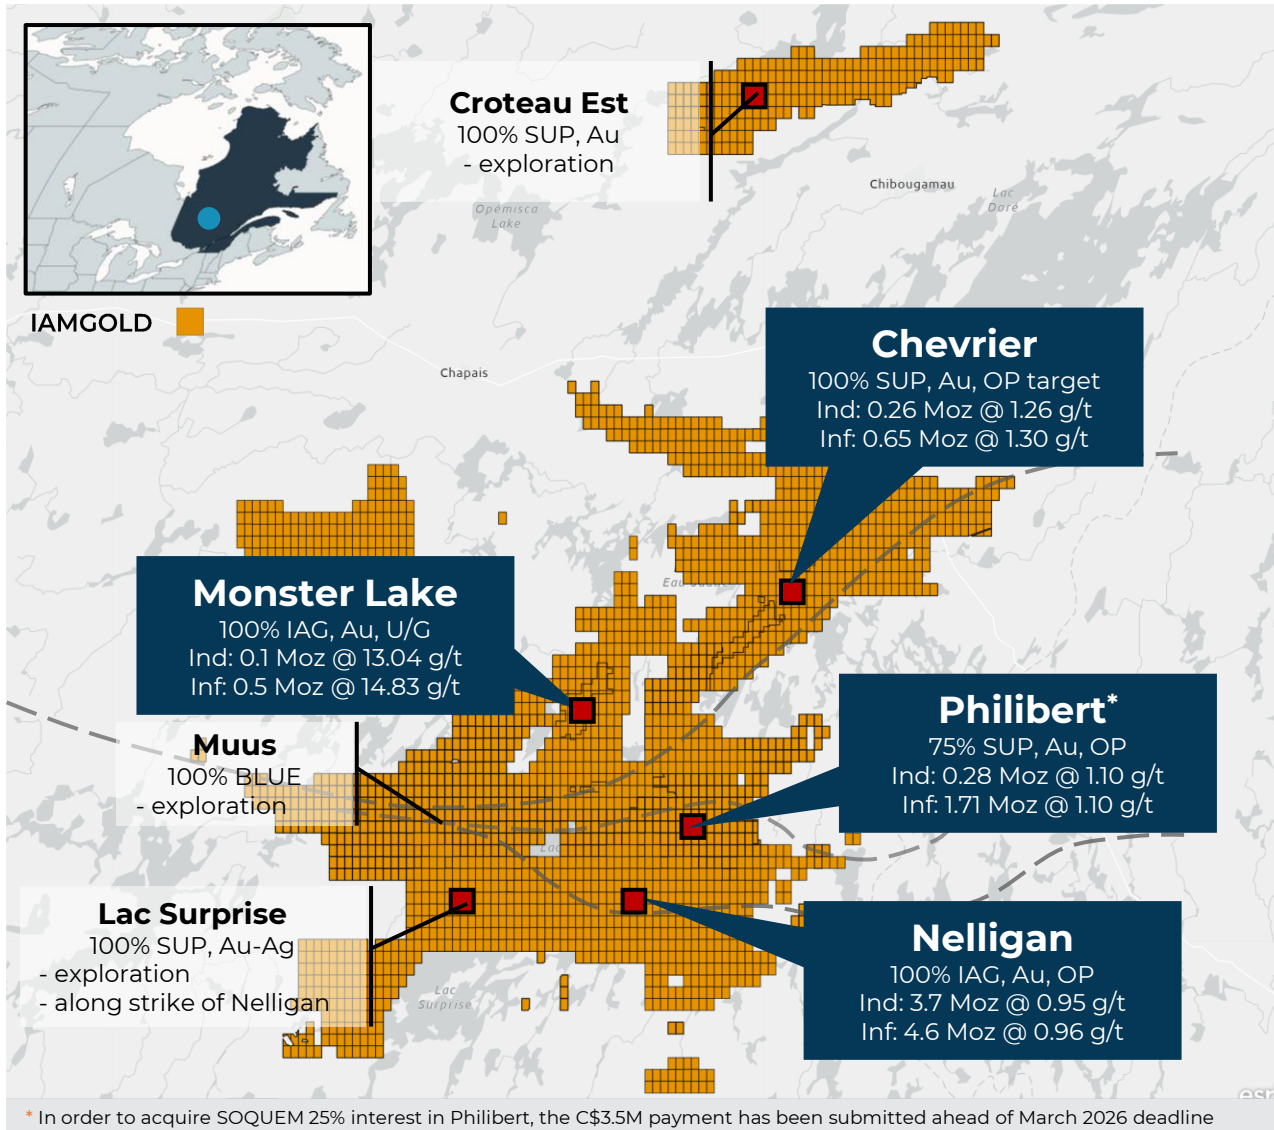 Croteau Est
100% SUP, Au
- exploration
Chibougamau
Lac
Doré
Opémisca
Lake
IAMGOLD
Chapais
Chevrier
100% SUP, Au, OP target
Ind: 0.26 Moz @ 1.26 g/t
Inf: 0.65 Moz @ 1.30 g/t
Monster Lake
100% IAG, Au, U/G
Ind: 0.1 Moz @ 13.04 g/t
Inf: 0.5 Moz @ 14.83 g/t
Eau
Philibert*
75% SUP, Au, OP
Ind: 0.28 Moz @ 1.10 g/t
Inf: 1.71 Moz @ 1.10 g/t
Muus
100% BLUE
- exploration
Lac
Lac Surprise
100% SUP, Au-Ag
- exploration
- along strike of Nelligan
Lac
Surprise
Nelligan
100% IAG, Au, OP
Ind: 3.7 Moz @ 0.95 g/t
Inf: 4.6 Moz @ 0.96 g/t
* In order to acquire SOQUEM 25% interest in Philibert, the C$3.5M payment has been submitted ahead of March 2026 deadline